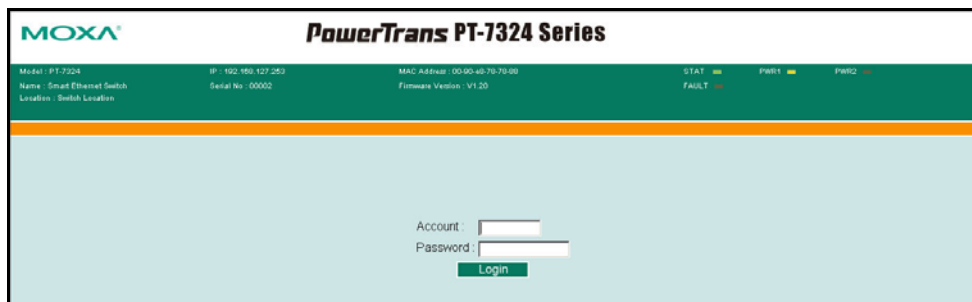 MOXA®
PowerTrans PT-7324 Series
Model : PT-7324 IP : 192.168.127.253 MAC Address : 00-90-e8-70-70-80 STAT PWR1 PWR2
Name : Smart Ethernet Switch Serial No : 00002 Firmware Version : V1.20 FAULT
Location : Switch Location
Account :
Password :
Login